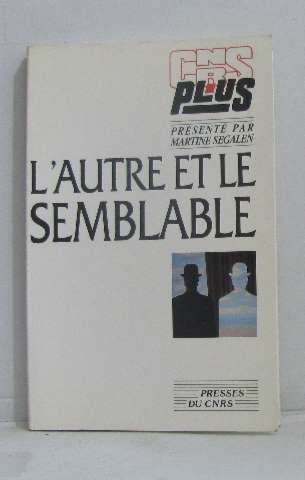 CNRS
PLUS
PRÉSENTÉ PAR
MARTINE SEGALEN
L'AUTRE ET LE
SEMBLABLE
PRESSES
DU CNRS